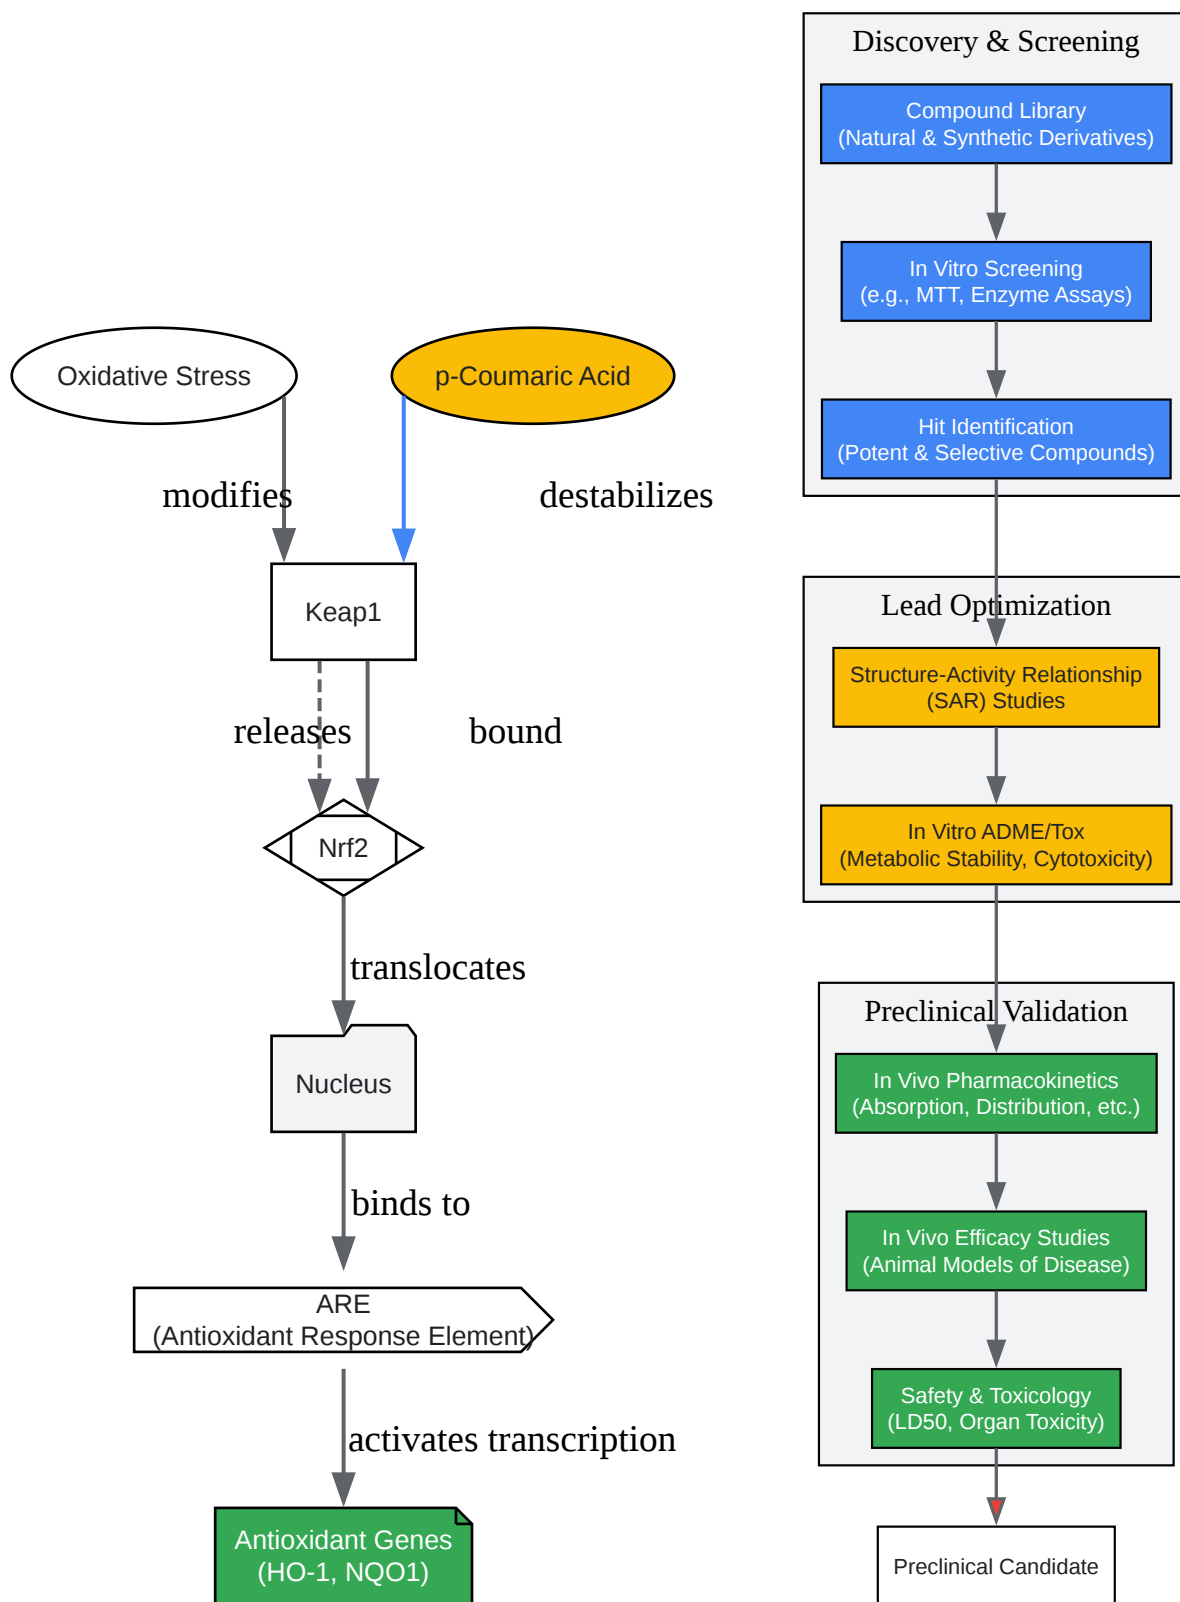 Oxidative Stress
p-Coumaric Acid
modifies
destabilizes
Keap1
releases
bound
Nrf2
translocates
Nucleus
binds to
ARE
(Antioxidant Response Element)
activates transcription
Antioxidant Genes
(HO-1, NQO1)
Discovery & Screening
Compound Library
(Natural & Synthetic Derivatives)
In Vitro Screening
(e.g., MTT, Enzyme Assays)
Hit Identification
(Potent & Selective Compounds)
Lead Optimization
Structure-Activity Relationship
(SAR) Studies
In Vitro ADME/Tox
(Metabolic Stability, Cytotoxicity)
Preclinical Validation
In Vivo Pharmacokinetics
(Absorption, Distribution, etc.)
In Vivo Efficacy Studies
(Animal Models of Disease)
Safety & Toxicology
(LD50, Organ Toxicity)
Preclinical Candidate